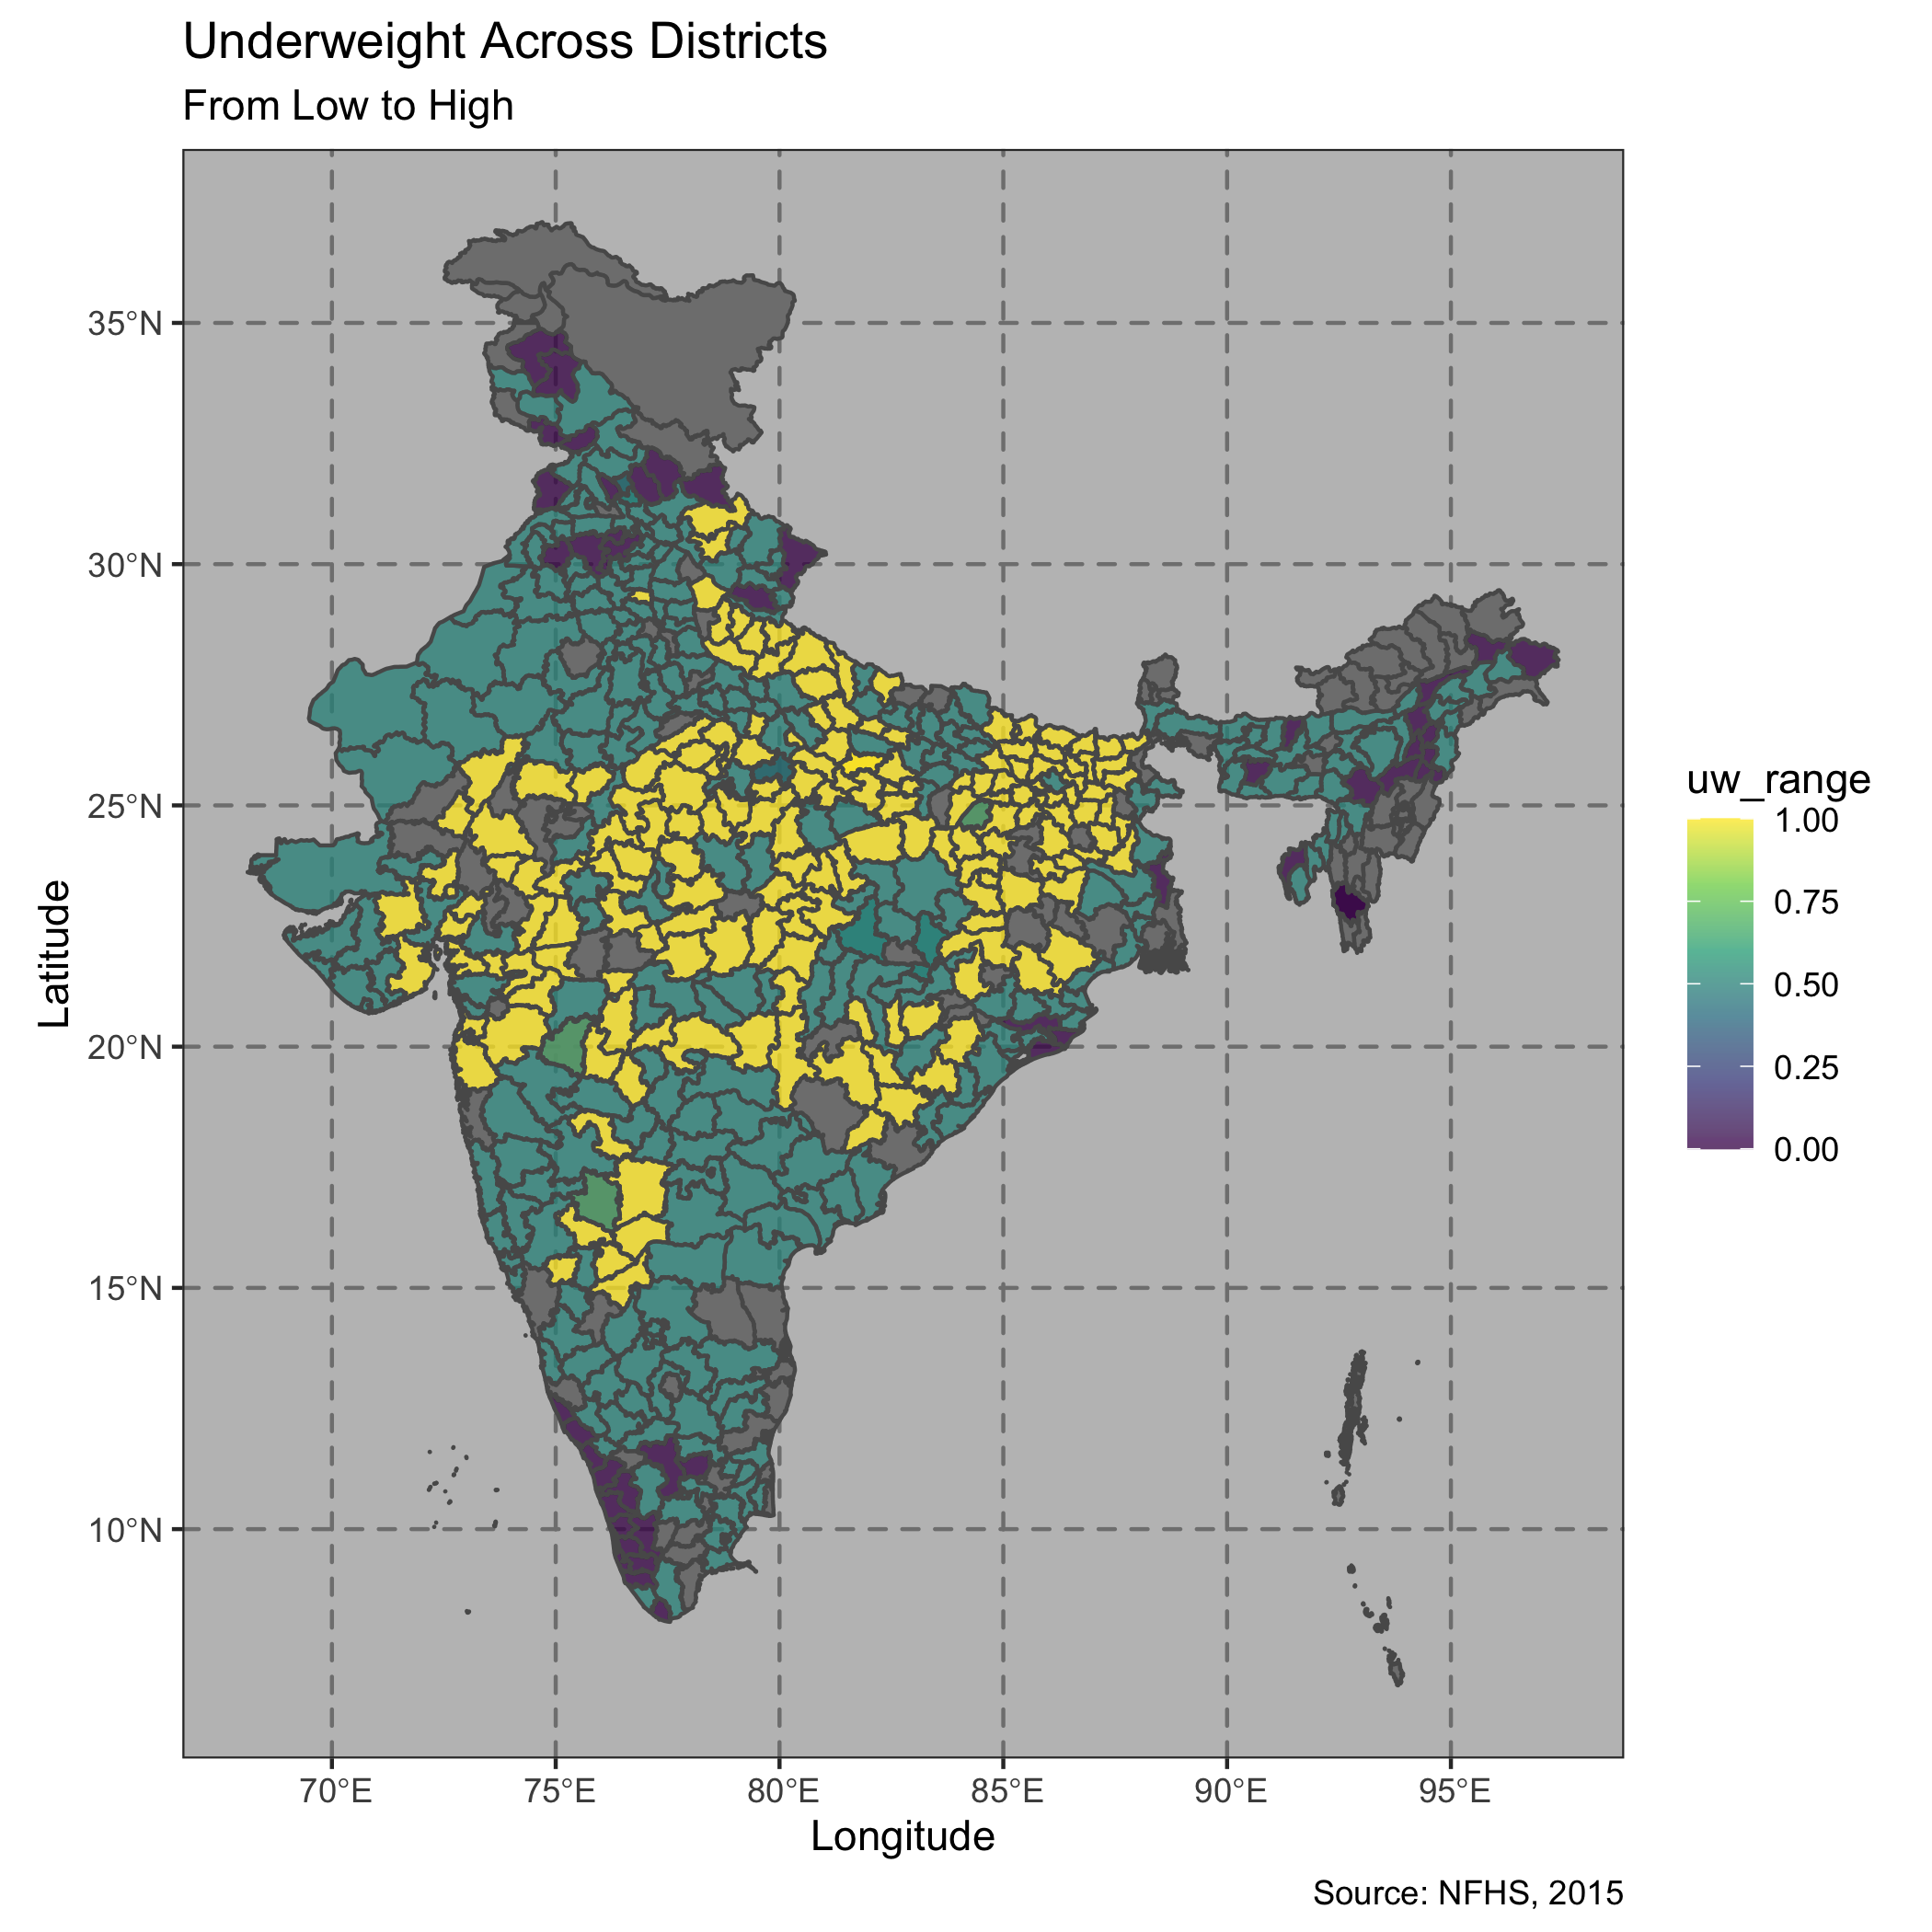 Underweight Across Districts
From Low to High
35°N
30°N
25°N
20°N
15°N
10°N
Latitude
70°E
75°E
80°E
85°E
90°E
95°E
Longitude
uw_range
1.00
0.75
0.50
0.25
0.00
Source: NFHS, 2015